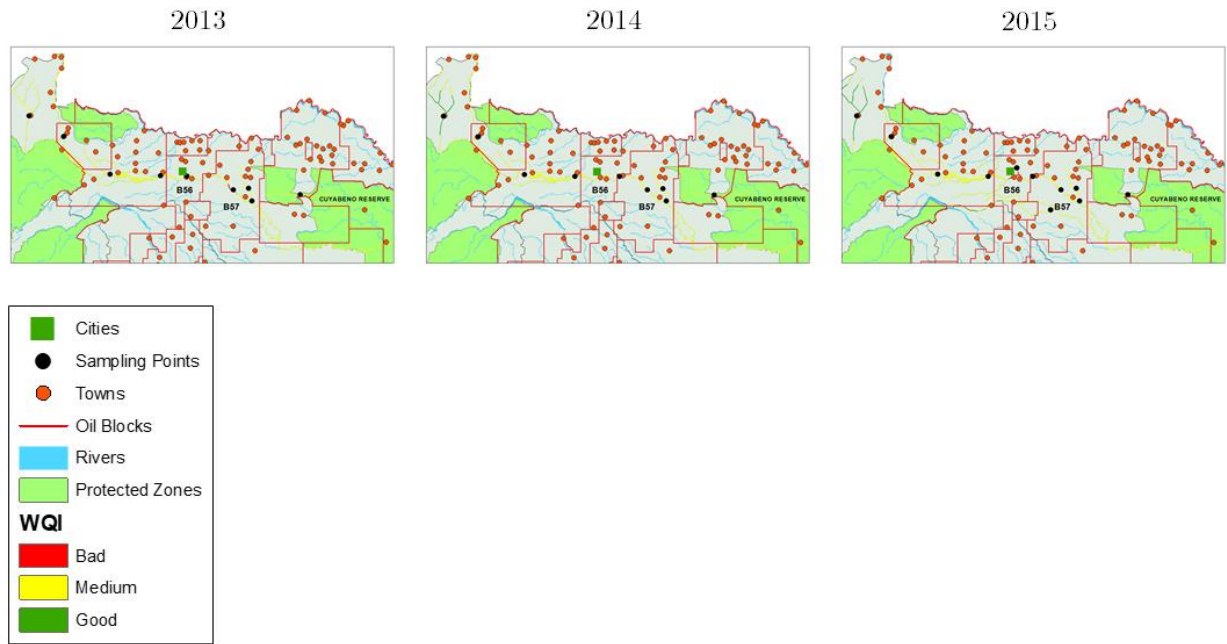 2013
2014
2015
B56
B57
CUYABENO RESERVE
B56
B57
CUYABENO RESERVE
B56
B57
CUYABENO RESERVE
Cities
Sampling Points
Towns
Oil Blocks
Rivers
Protected Zones
WQI
Bad
Medium
Good